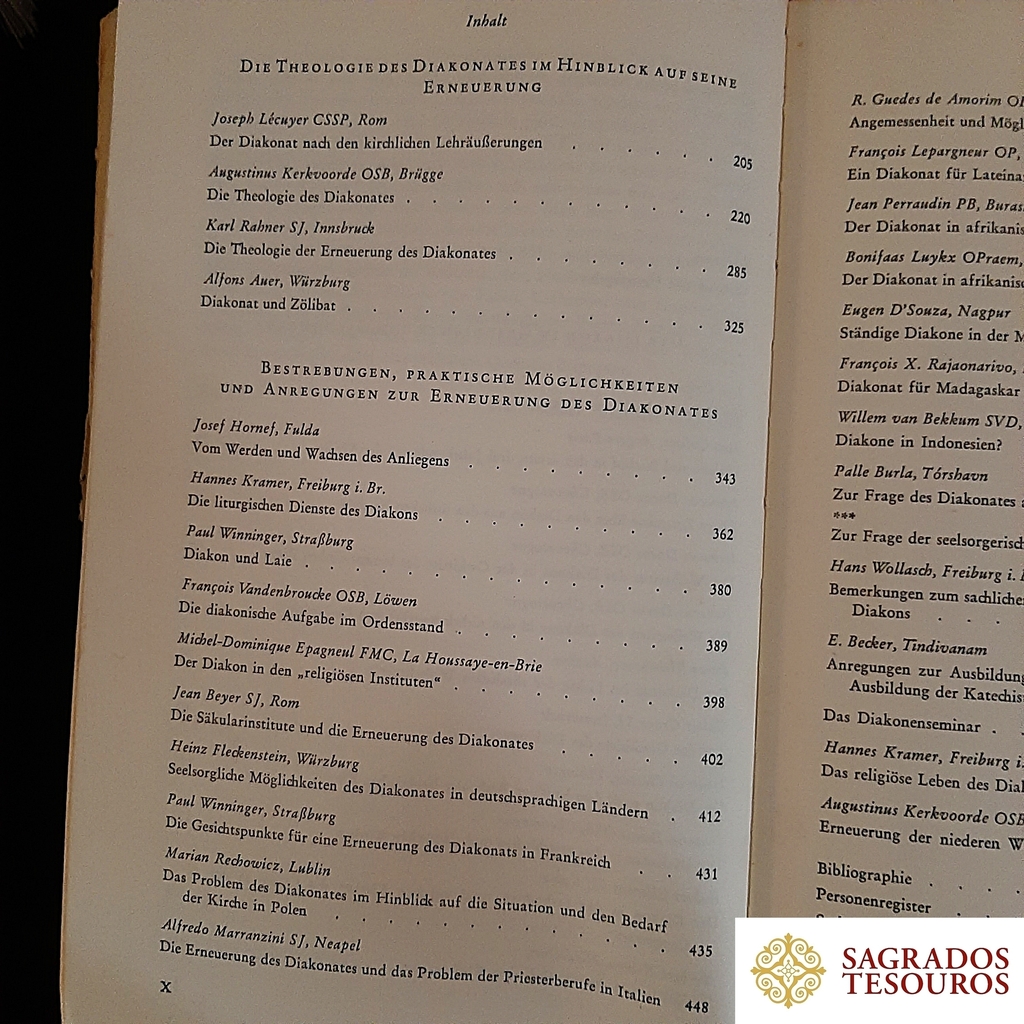 Inhalt
DIE THEOLOGIE DES DIAKONATES IM HINBLICK AUF SEINE
ERNEUERUNG
Joseph Lécuyer CSSP, Rom
Der Diakonat nach den kirchlichen Lehräußerungen . . . . . 205
Augustinus Kerkvoorde OSB, Brügge
Die Theologie des Diakonates . . . . . . . . . . . . 220
Karl Rahner SJ, Innsbruck
Die Theologie der Erneuerung des Diakonates . . . . . . . . 285
Alfons Auer, Würzburg
Diakonat und Zölibat . . . . . . . . . . . . . . 325
BESTREBUNGEN, PRAKTISCHE MÖGLICHKEITEN
UND ANREGUNGEN ZUR ERNEUERUNG DES DIAKONATES
Josef Hornef, Fulda
Vom Werden und Wachsen des Anliegens . . . . . . . . . 343
Hannes Kramer, Freiburg i. Br.
Die liturgischen Dienste des Diakons . . . . . . . . . . 362
Paul Winninger, Straßburg
Diakon und Laie . . . . . . . . . . . . . . . 380
François Vandenbroucke OSB, Löwen
Die diakonische Aufgabe im Ordensstand . . . . . . . . . 389
Michel-Dominique Epagneul FMC, La Houssaye-en-Brie
Der Diakon in den „religiösen Instituten“ . . . . . . . . . 398
Jean Beyer SJ, Rom
Die Säkularinstitute und die Erneuerung des Diakonates . . . . . 402
Heinz Fleckenstein, Würzburg
Seelsorgliche Möglichkeiten des Diakonates in deutschsprachigen Ländern . 412
Paul Winninger, Straßburg
Die Gesichtspunkte für eine Erneuerung des Diakonats in Frankreich . . 431
Marian Rechowicz, Lublin
Das Problem des Diakonates im Hinblick auf die Situation und den Bedarf
der Kirche in Polen . . . . . . . . . . . . . 435
Alfredo Marranzini SJ, Neapel
Die Erneuerung des Diakonates und das Problem der Priesterberufe in Italien 448
X
R. Guedes de Amorim
Angemessenheit und
François Lepargneur OP,
Ein Diakonat für
Jean Perraudin PB,
Der Diakonat in
Bonifaas Luykx OPraem,
Der Diakonat in
Eugen D'Souza, Nagpur
Ständige Diakone in der
François X. Rajaonarivo,
Diakonat für Madagaskar
Willem van Bekkum SVD,
Diakone in Indonesien?
Palle Burla, Tórshavn
Zur Frage des Diakonates
***
Zur Frage der
Hans Wollasch, Freiburg i.
Bemerkungen zum
Diakons . . .
E. Becker, Tindivanam
Anregungen zur Ausbildung
Ausbildung der
Das Diakonenseminar .
Hannes Kramer, Freiburg i.
Das religiöse Leben des
Augustinus Kerkvoorde OSB
Erneuerung der niederen
Bibliographie . . . .
Personenregister . .
SAGRADOS
TESOUROS